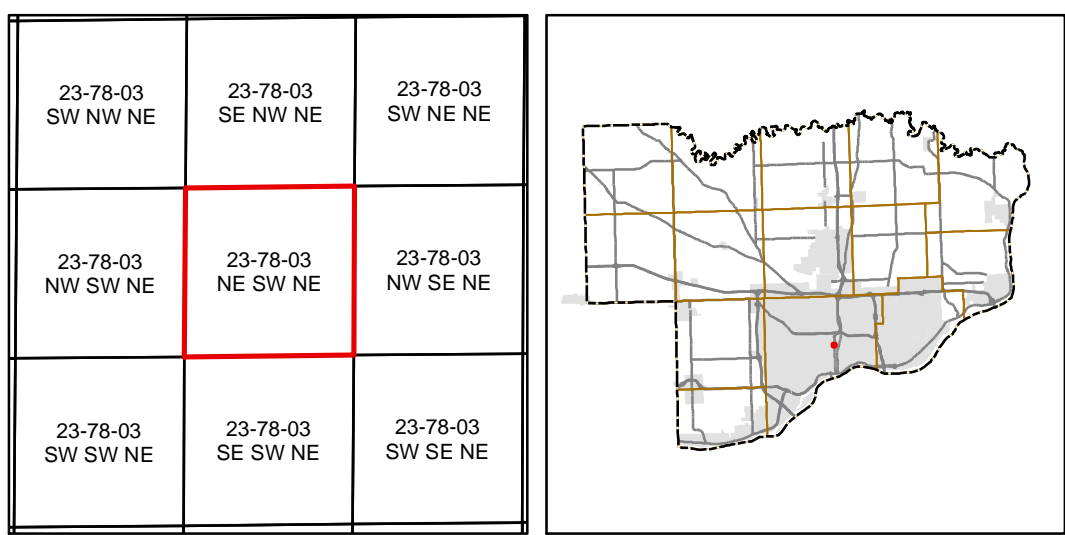 23-78-03
SW NW NE
23-78-03
SE NW NE
23-78-03
SW NE NE
23-78-03
NW SW NE
23-78-03
NE SW NE
23-78-03
NW SE NE
23-78-03
SW SW NE
23-78-03
SE SW NE
23-78-03
SW SE NE